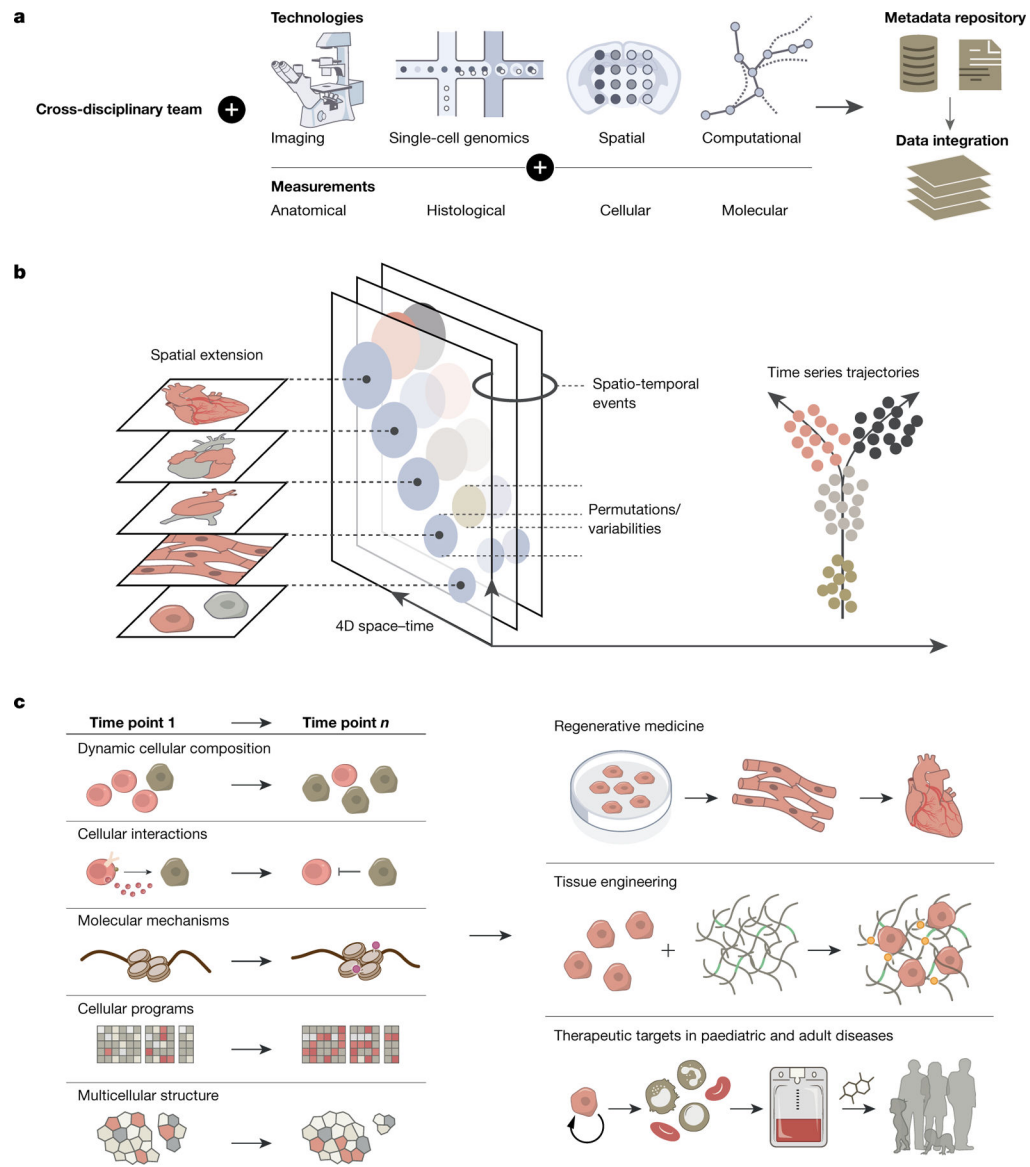 a
Technologies
Metadata repository
Cross-disciplinary team
Imaging
Single-cell genomics
Spatial
Computational
Data integration
Measurements
Anatomical
Histological
Cellular
Molecular
b
Spatial extension
Spatio-temporal
events
Time series trajectories
Permutations/
variabilities
4D space–time
c
Time point 1
Time point n
Dynamic cellular composition
Cellular interactions
Molecular mechanisms
Cellular programs
Multicellular structure
Regenerative medicine
Tissue engineering
Therapeutic targets in paediatric and adult diseases